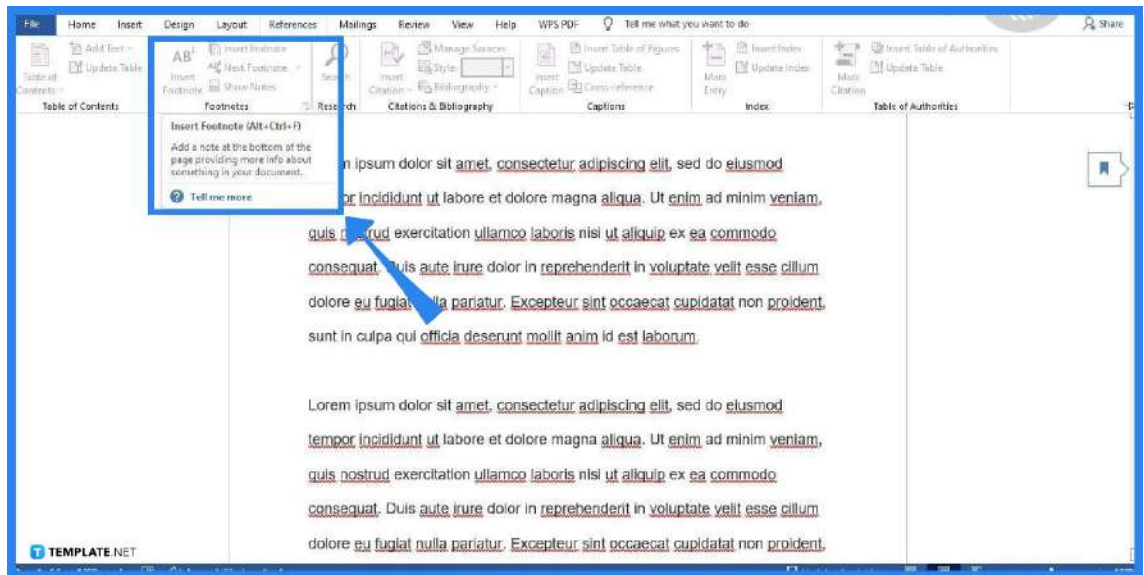 File Home Insert Design Layout References Mailings Review View Help WPS PDF Tell me what you want to do Share
Add Text Insert Endnote Manage Sources Insert Table of Figures Insert Index Insert Table of Authorities
AB1 Next Footnote Style: Update Table Update Index Update Table
Update Table
Table of Contents Insert Footnote Show Notes Search Insert Citation Bibliography Insert Caption Cross-reference Mark Entry Mark Citation
Table of Contents Footnotes Research Citations & Bibliography Captions Index Table of Authorities
Insert Footnote (Alt+Ctrl+F)
Add a note at the bottom of the
page providing more info about
something in your document.
Tell me more
ipsum dolor sit amet, consectetur adipiscing elit, sed do eiusmod
incididunt ut labore et dolore magna aliqua. Ut enim ad minim veniam,
quis nostrud exercitation ullamco laboris nisi ut aliquip ex ea commodo
consequat. Duis aute irure dolor in reprehenderit in voluptate velit esse cillum
dolore eu fugiat nulla pariatur. Excepteur sint occaecat cupidatat non proident,
sunt in culpa qui officia deserunt mollit anim id est laborum.
Lorem ipsum dolor sit amet, consectetur adipiscing elit, sed do eiusmod
tempor incididunt ut labore et dolore magna aliqua. Ut enim ad minim veniam,
quis nostrud exercitation ullamco laboris nisi ut aliquip ex ea commodo
consequat. Duis aute irure dolor in reprehenderit in voluptate velit esse cillum
dolore eu fugiat nulla pariatur. Excepteur sint occaecat cupidatat non proident,
T TEMPLATE.NET